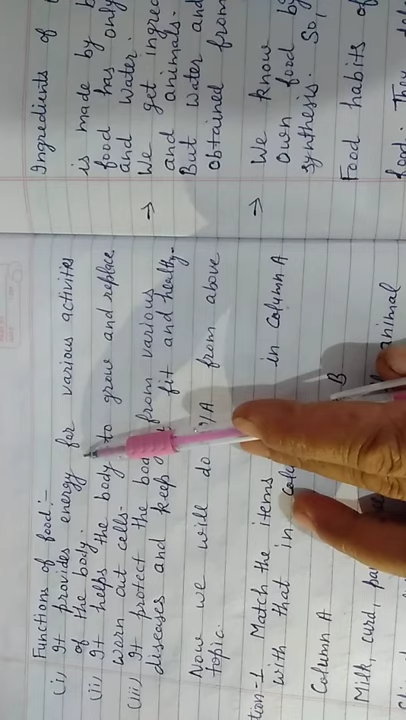 Functions of food:-
(i) It provides energy for various activities
of the body.
(ii) It helps the body to grow and replace
worn out cells.
(iii) It protect the from various
diseases and keep fit and healthy.
Now we will do Q/A from above
topic.
Match the items in Column A
with that in
Column A B
Milk, curd, animal
Ingredients of
is made by
food has only
and water.
→ We get
and animals.
But water and
obtained from
→ We know
own food by
synthesis. So,
Food habits of